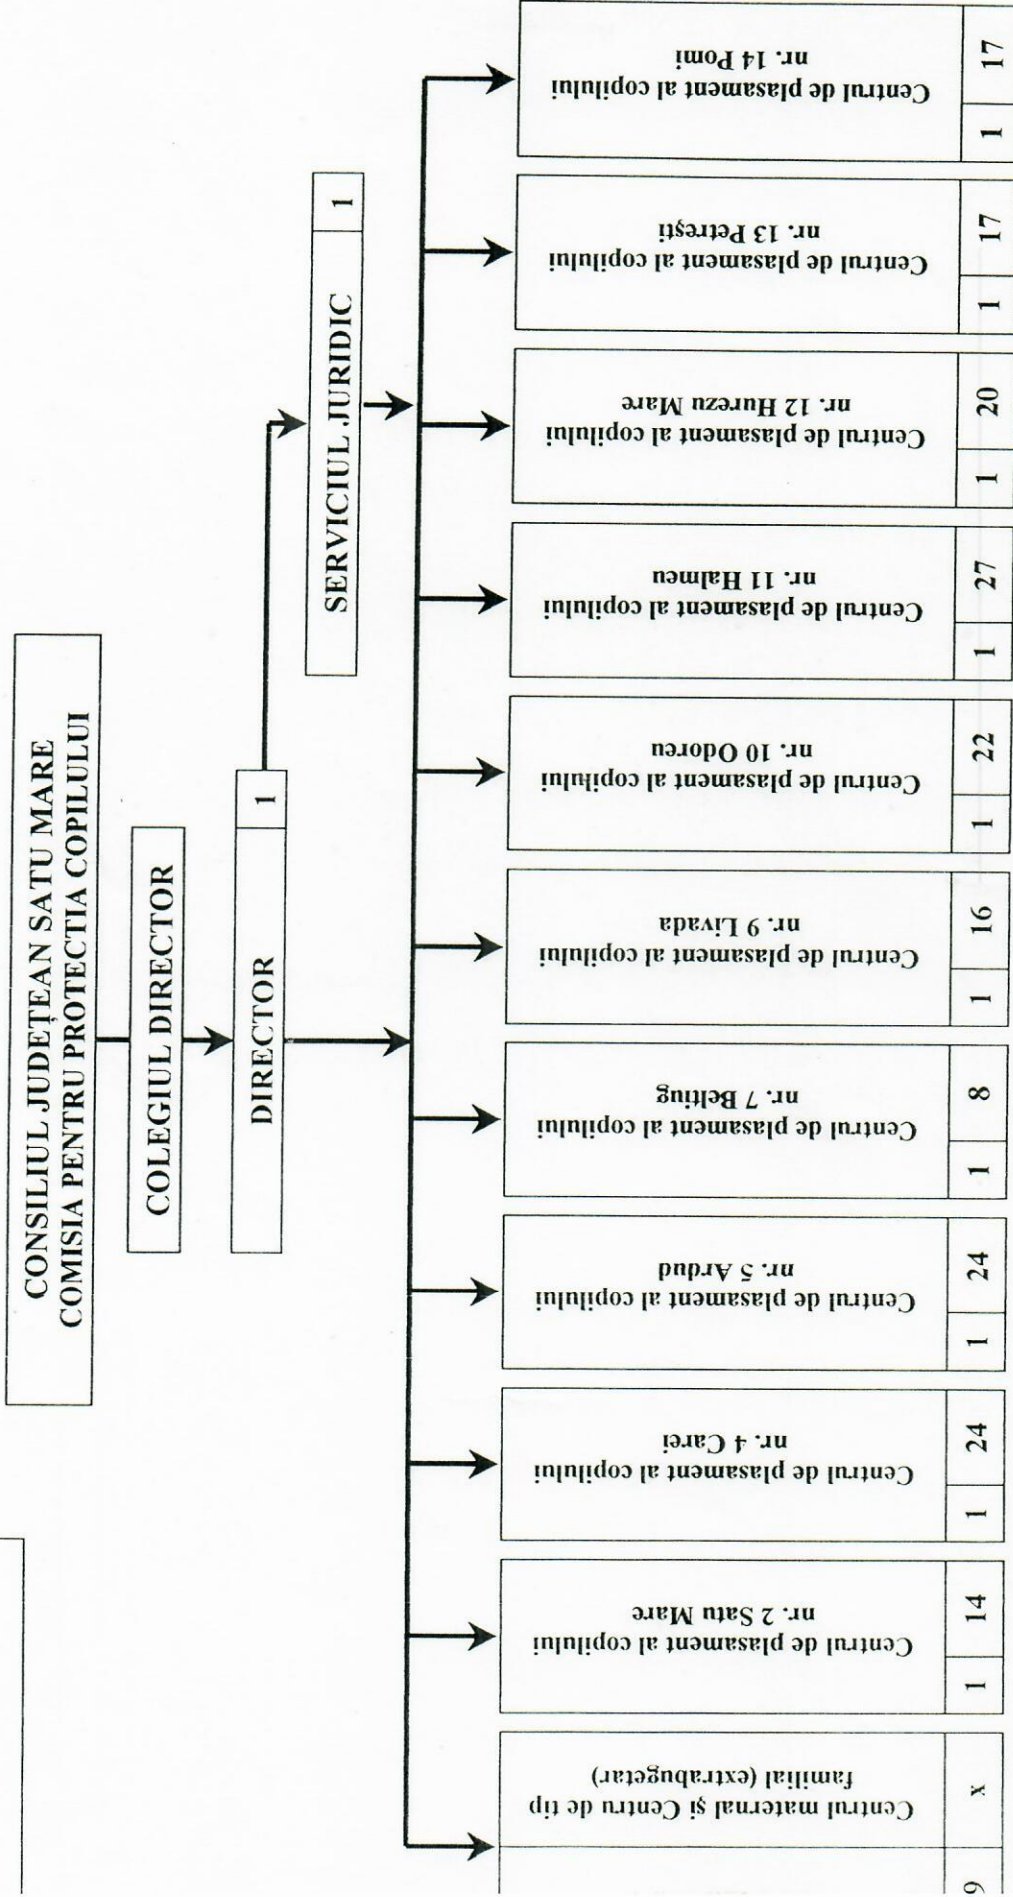 CONSILIUL JUDEȚEAN SATU MARE
COMISIA PENTRU PROTECTIA COPILULUI
COLEGIUL DIRECTOR
DIRECTOR
1
SERVICIUL JURIDIC
1
Centrul maternal și Centru de tip
familial (extrabugetar)
9
x
Centrul de plasament al copilului
nr. 2 Satu Mare
1
14
Centrul de plasament al copilului
nr. 4 Carei
1
24
Centrul de plasament al copilului
nr. 5 Ardud
1
24
Centrul de plasament al copilului
nr. 7 Beltiug
1
8
Centrul de plasament al copilului
nr. 9 Livada
1
16
Centrul de plasament al copilului
nr. 10 Odoreu
1
22
Centrul de plasament al copilului
nr. 11 Halmeu
1
27
Centrul de plasament al copilului
nr. 12 Hurezu Mare
1
20
Centrul de plasament al copilului
nr. 13 Petrești
1
17
Centrul de plasament al copilului
nr. 14 Pomi
1
17